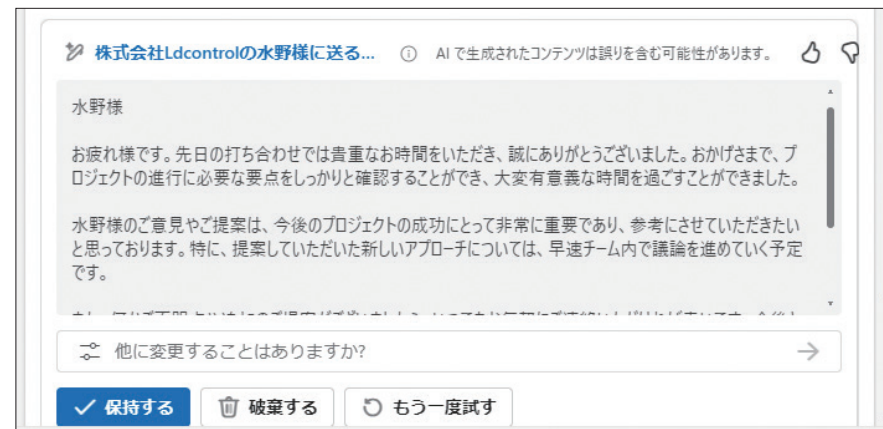 株式会社Ldcontrolの水野様に送る...
AI で生成されたコンテンツは誤りを含む可能性があります。
水野様
お疲れ様です。先日の打ち合わせでは貴重なお時間をいただき、誠にありがとうございました。おかげさまで、プ
ロジェクトの進行に必要な要点をしっかりと確認することができ、大変有意義な時間を過ごすことができました。
水野様のご意見やご提案は、今後のプロジェクトの成功にとって非常に重要であり、参考にさせていただきたい
と思っております。特に、提案していただいた新しいアプローチについては、早速チーム内で議論を進めていく予定
です。
他に変更することはありますか?
保持する
破棄する
もう一度試す